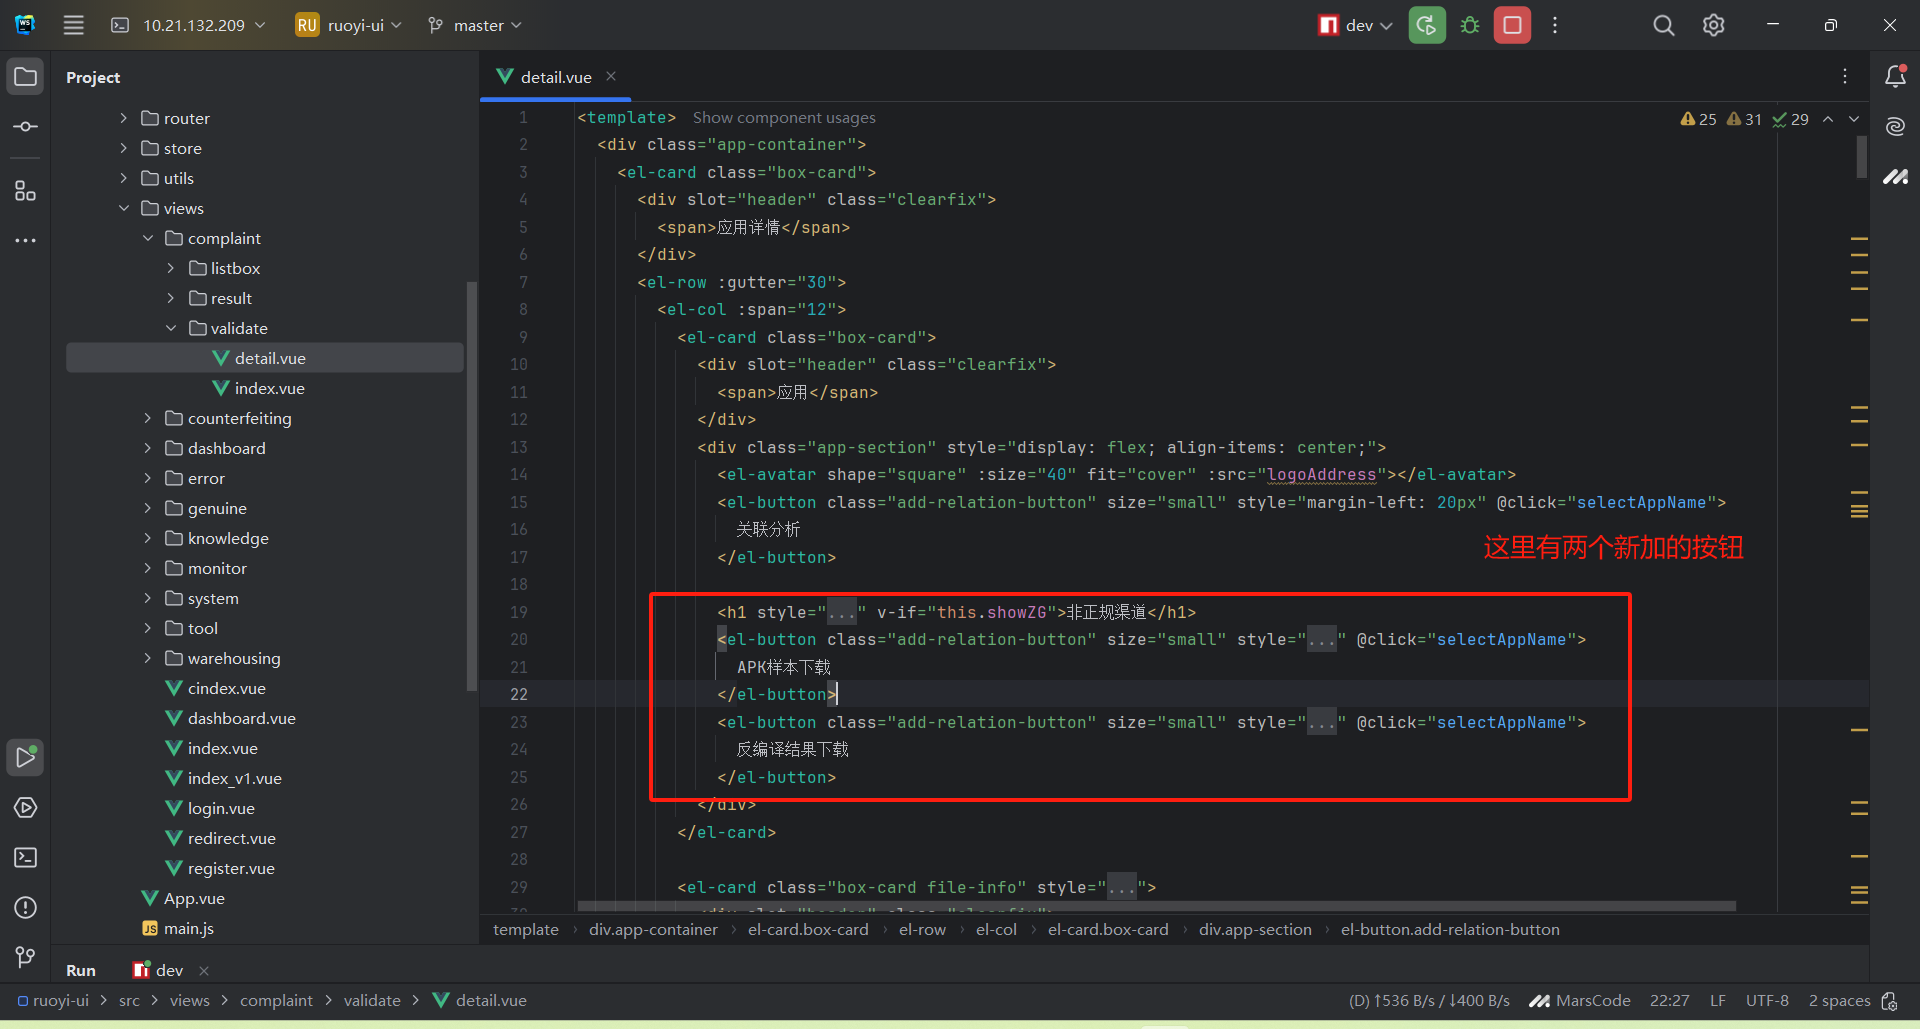 10.21.132.209
RU ruoyi-ui
master
dev
Project
router
store
utils
views
complaint
listbox
result
validate
detail.vue
index.vue
counterfeiting
dashboard
error
genuine
knowledge
monitor
system
tool
warehousing
cindex.vue
dashboard.vue
index.vue
index_v1.vue
login.vue
redirect.vue
register.vue
App.vue
JS main.js
detail.vue
25 31 29
1 <template> Show component usages
2 <div class="app-container">
3 <el-card class="box-card">
4 <div slot="header" class="clearfix">
5 <span>应用详情</span>
6 </div>
7 <el-row :gutter="30">
8 <el-col :span="12">
9 <el-card class="box-card">
10 <div slot="header" class="clearfix">
11 <span>应用</span>
12 </div>
13 <div class="app-section" style="display: flex; align-items: center;">
14 <el-avatar shape="square" :size="40" fit="cover" :src="logoAddress"></el-avatar>
15 <el-button class="add-relation-button" size="small" style="margin-left: 20px" @click="selectAppName">
16 关联分析
17 </el-button>
这里有两个新加的按钮
18
19 <h1 style="..." v-if="this.showZG">非正规渠道</h1>
20 <el-button class="add-relation-button" size="small" style="..." @click="selectAppName">
21 APK样本下载
22 </el-button>
23 <el-button class="add-relation-button" size="small" style="..." @click="selectAppName">
24 反编译结果下载
25 </el-button>
26 </div>
27 </el-card>
28
29 <el-card class="box-card file-info" style="...">
30 <div slot="header" class="clearfix">
template › div.app-container › el-card.box-card › el-row › el-col › el-card.box-card › div.app-section › el-button.add-relation-button
Run dev
ruoyi-ui > src > views > complaint > validate > detail.vue
(D) ↑536 B/s / ↓400 B/s MarsCode 22:27 LF UTF-8 2 spaces